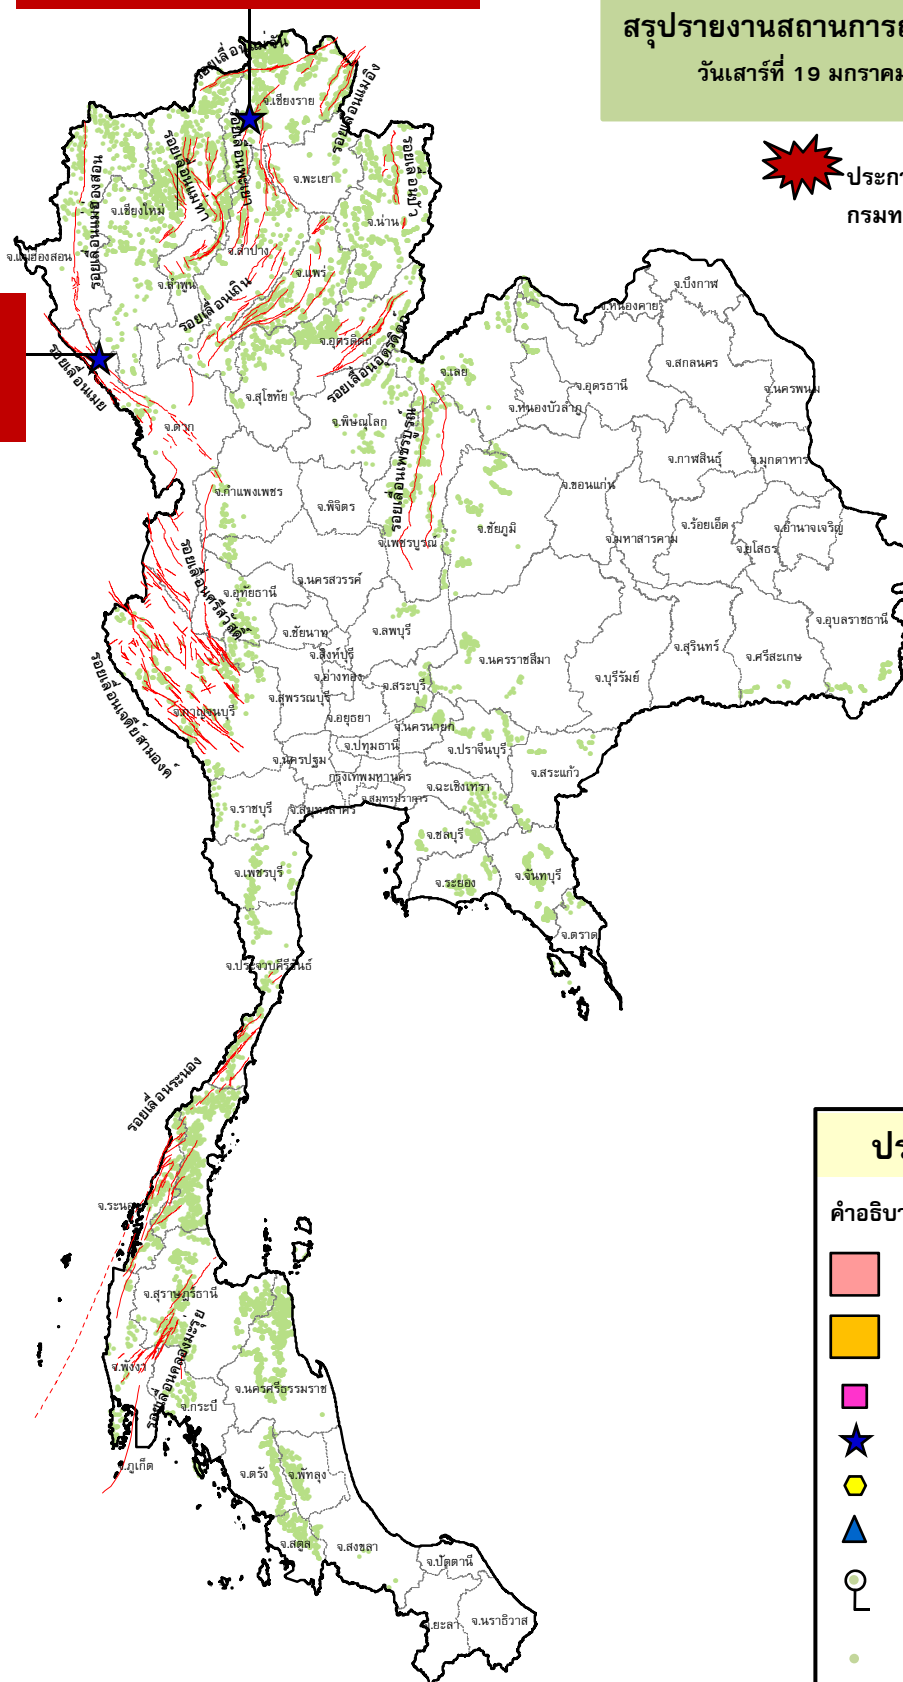 สรุปรายงานสถานการณ
วันเสาร์ที่ 19 มกราคม
ประกา
กรมท
รอยเลื่อนแม่จัน
จ.เชียงราย
รอยเลื่อนแม่อิง
รอยเลื่อนพะเยา
รอยเลื่อนแม่ทา
รอยเลื่อนปัว
จ.พะเยา
จ.เชียงใหม่
จ.น่าน
รอยเลื่อนแม่ฮ่องสอน
จ.แม่ฮ่องสอน
จ.ลำปาง
จ.แพร่
จ.ลำพูน
รอยเลื่อนเถิน
จ.บึงกาฬ
จ.หนองคาย
จ.อุตรดิตถ์
รอยเลื่อนอุตรดิตถ์
รอยเลื่อนเมย
จ.เลย
จ.สกลนคร
จ.อุดรธานี
จ.นครพนม
จ.สุโขทัย
จ.หนองบัวลำภู
จ.ตาก
จ.พิษณุโลก
รอยเลื่อนเพชรบูรณ์
จ.กาฬสินธุ์
จ.มุกดาหาร
จ.ขอนแก่น
จ.กำแพงเพชร
จ.พิจิตร
จ.ชัยภูมิ
จ.ร้อยเอ็ด
จ.อำนาจเจริญ
จ.เพชรบูรณ์
จ.มหาสารคาม
จ.ยโสธร
รอยเลื่อนศรีสวัสดิ์
จ.นครสวรรค์
จ.อุทัยธานี
จ.อุบลราชธานี
จ.ชัยนาท
จ.ลพบุรี
จ.สิงห์บุรี
จ.นครราชสีมา
จ.สุรินทร์
จ.ศรีสะเกษ
จ.อ่างทอง
จ.บุรีรัมย์
จ.สระบุรี
จ.สุพรรณบุรี
รอยเลื่อนเจดีย์สามองค์
จ.กาญจนบุรี
จ.อยุธยา
จ.นครนายก
จ.ปทุมธานี
จ.ปราจีนบุรี
จ.นครปฐม
จ.สระแก้ว
กรุงเทพมหานคร
จ.ฉะเชิงเทรา
จ.สมุทรปราการ
จ.ราชบุรี
จ.สมุทรสาคร
จ.ชลบุรี
จ.เพชรบุรี
จ.ระยอง
จ.จันทบุรี
จ.ตราด
จ.ประจวบคีรีขันธ์
รอยเลื่อนระนอง
จ.ระนอง
จ.สุราษฎร์ธานี
รอยเลื่อนคลองมะรุ่ย
จ.พังงา
จ.นครศรีธรรมราช
จ.กระบี่
จ.ภูเก็ต
จ.ตรัง
จ.พัทลุง
จ.สตูล
จ.สงขลา
จ.ปัตตานี
จ.ยะลา
จ.นราธิวาส
ปร
คำอธิบา